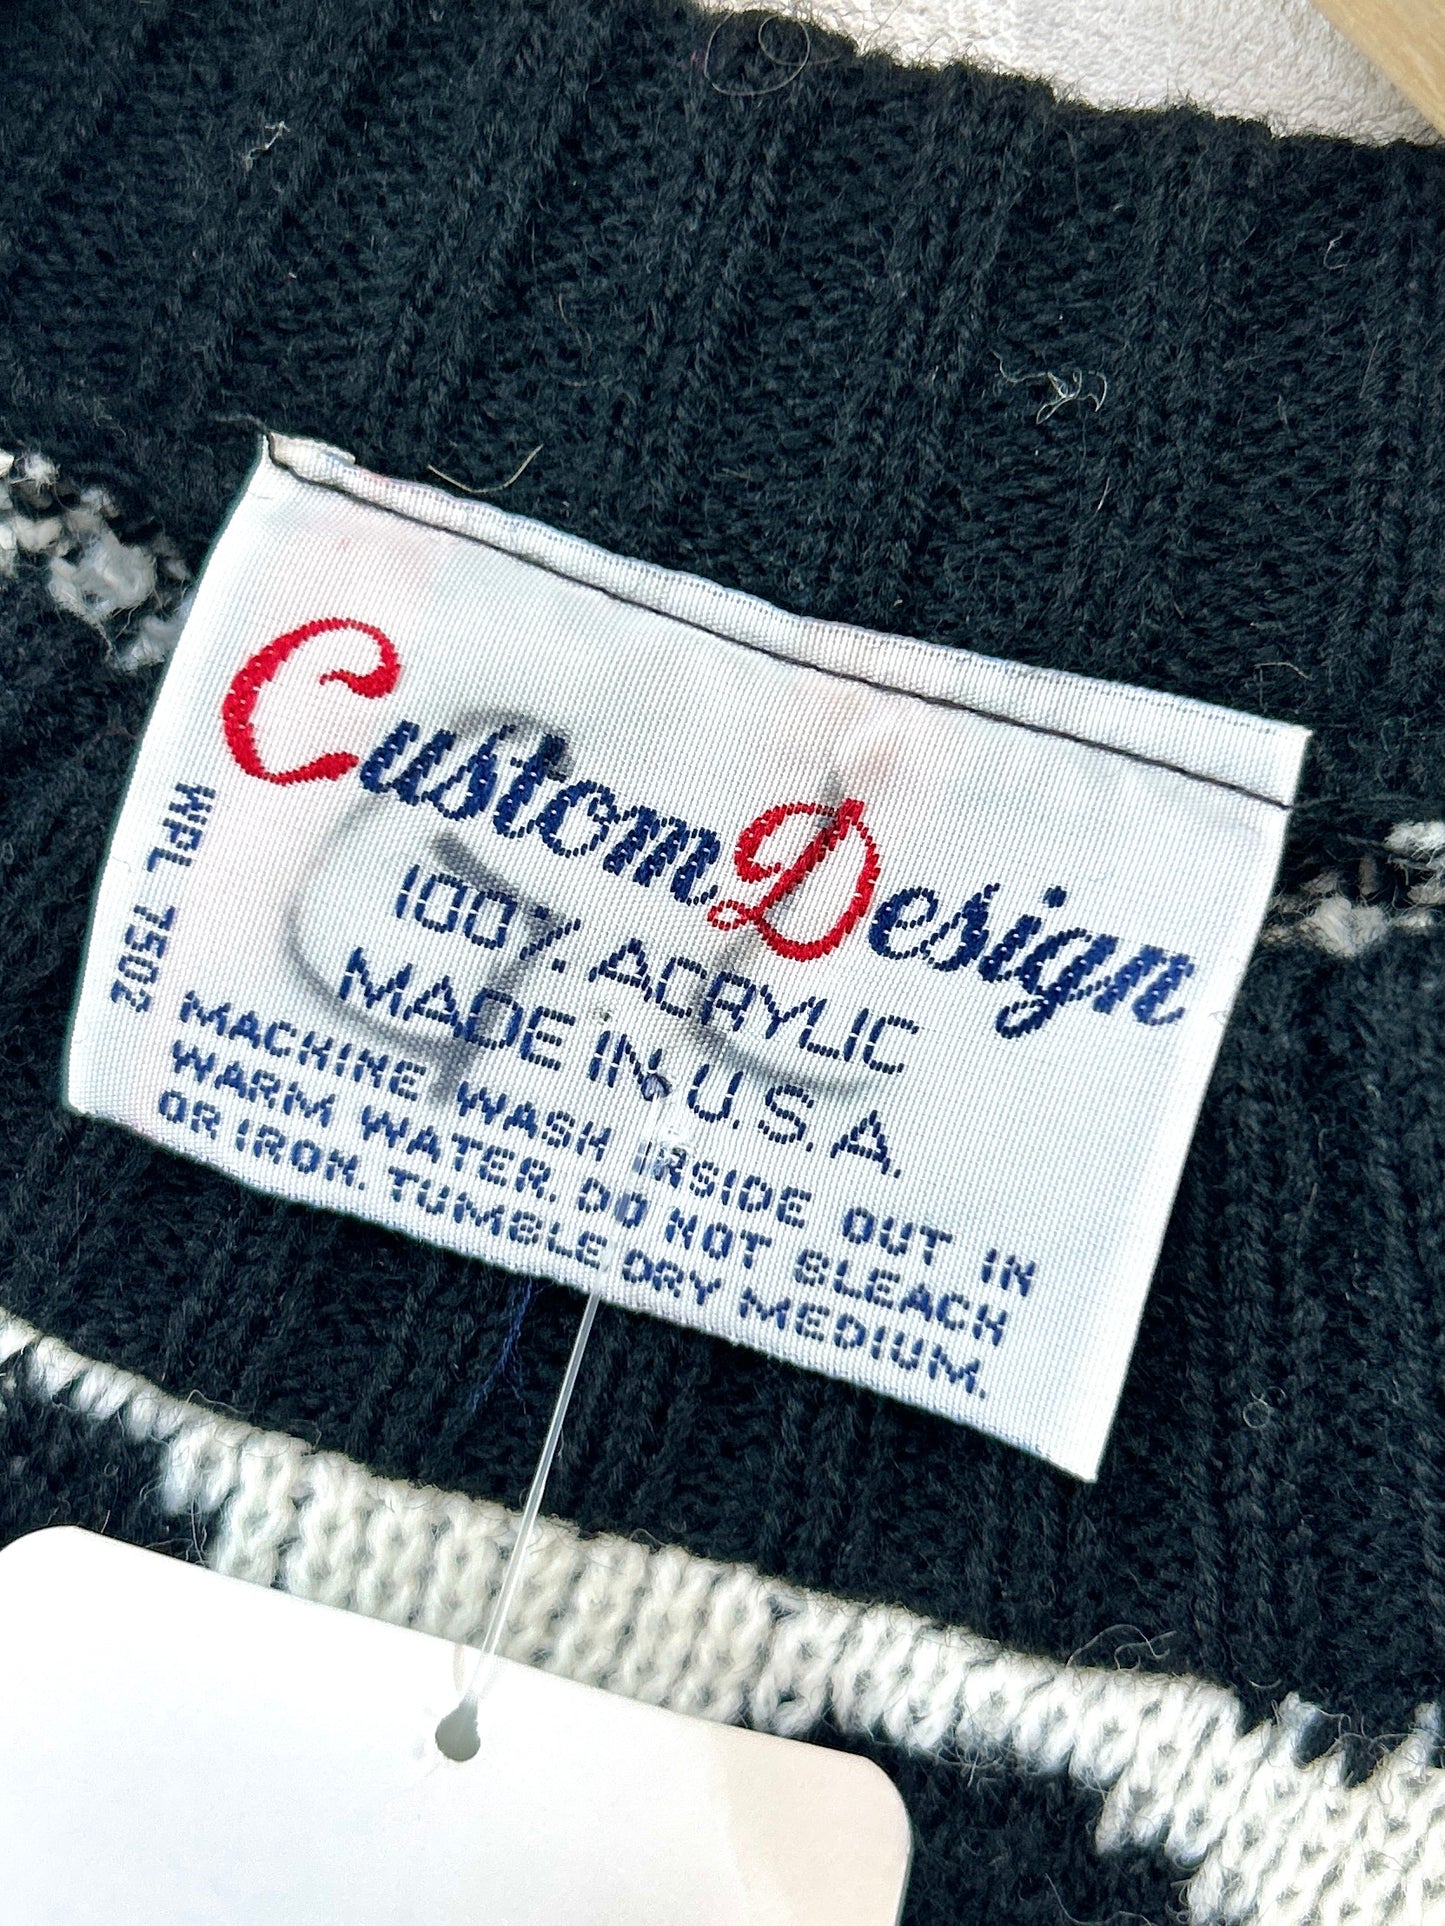 Custom Design
100% ACRYLIC
MADE IN U.S.A.
MACHINE WASH INSIDE OUT IN
WARM WATER. DO NOT BLEACH
OR IRON. TUMBLE DRY MEDIUM.
WPL 7502